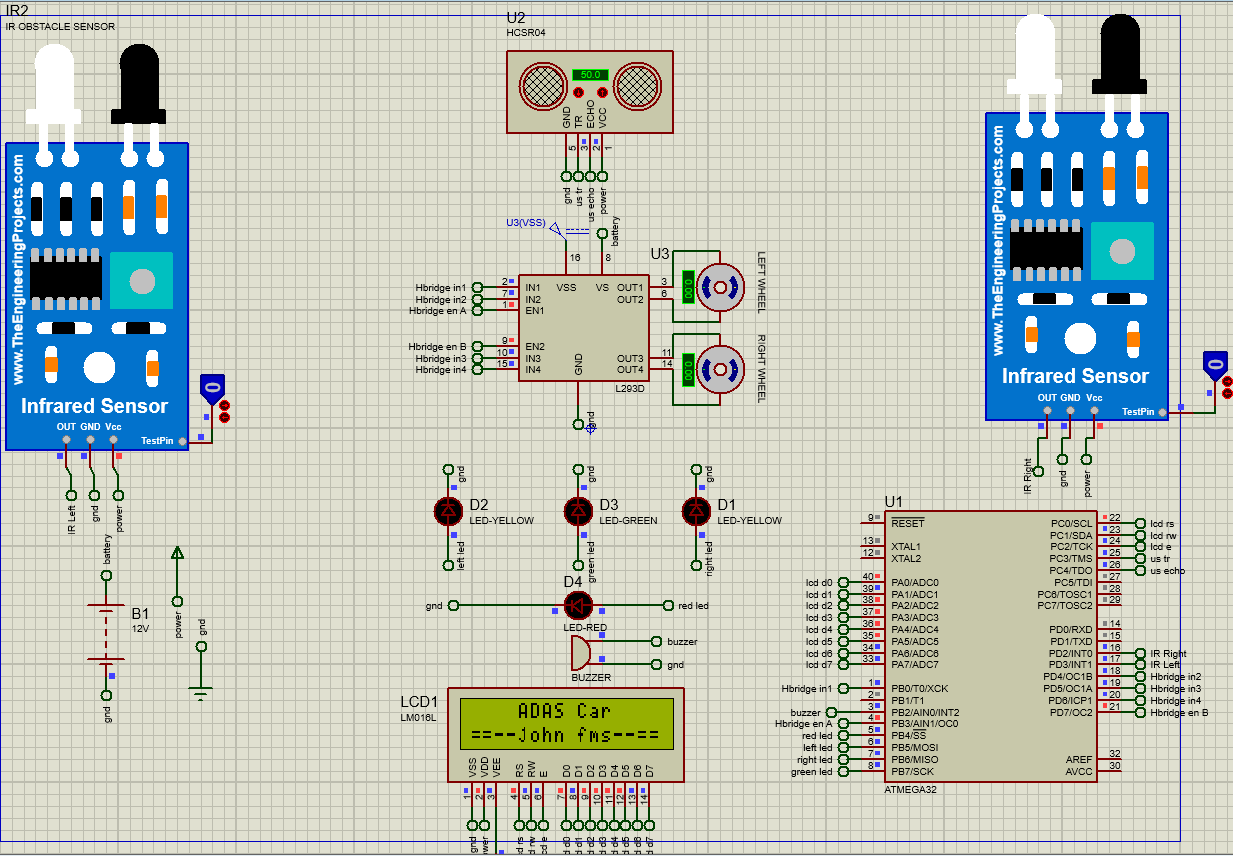 IR2
IR OBSTACLE SENSOR
www.TheEngineeringProjects.com
Infrared Sensor
OUT GND Vcc
TestPin
0
IR Left
gnd
power
battery
B1
12V
gnd
power
gnd
U2
HCSR04
50.0
GND
TR
ECHO
VCC
5
3
2
1
gnd
us tr
us echo
power
U3(VSS)
battery
16
8
U3
Hbridge in1
Hbridge in2
Hbridge en A
Hbridge en B
Hbridge in3
Hbridge in4
2
7
1
9
10
15
IN1
IN2
EN1
EN2
IN3
IN4
VSS
VS
GND
OUT1
OUT2
OUT3
OUT4
3
6
11
14
L293D
gnd
LEFT WHEEL
RIGHT WHEEL
gnd
D2
LED-YELLOW
left led
gnd
D3
LED-GREEN
green led
gnd
D1
LED-YELLOW
right led
D4
gnd
red led
LED-RED
buzzer
gnd
BUZZER
LCD1
LM016L
ADAS Car
==--John fms--==
VSS
VDD
VEE
RS
RW
E
D0
D1
D2
D3
D4
D5
D6
D7
1
2
3
4
5
6
7
8
9
10
11
12
13
14
gnd
www.TheEngineeringProjects.com
Infrared Sensor
OUT GND Vcc
TestPin
0
IR Right
gnd
power
U1
9
RESET
13
XTAL1
12
XTAL2
lcd d0 40 PA0/ADC0
lcd d1 39 PA1/ADC1
lcd d2 38 PA2/ADC2
lcd d3 37 PA3/ADC3
lcd d4 36 PA4/ADC4
lcd d5 35 PA5/ADC5
lcd d6 34 PA6/ADC6
lcd d7 33 PA7/ADC7
Hbridge in1 1 PB0/T0/XCK
2 PB1/T1
buzzer 3 PB2/AIN0/INT2
Hbridge en A 4 PB3/AIN1/OC0
red led 5 PB4/SS
left led 6 PB5/MOSI
right led 7 PB6/MISO
green led 8 PB7/SCK
PC0/SCL 22 lcd rs
PC1/SDA 23 lcd rw
PC2/TCK 24 lcd e
PC3/TMS 25 us tr
PC4/TDO 26 us echo
PC5/TDI 27
PC6/TOSC1 28
PC7/TOSC2 29
PD0/RXD 14
PD1/TXD 15
PD2/INT0 16 IR Right
PD3/INT1 17 IR Left
PD4/OC1B 18 Hbridge in2
PD5/OC1A 19 Hbridge in3
PD6/ICP1 20 Hbridge in4
PD7/OC2 21 Hbridge en B
AREF 32
AVCC 30
ATMEGA32